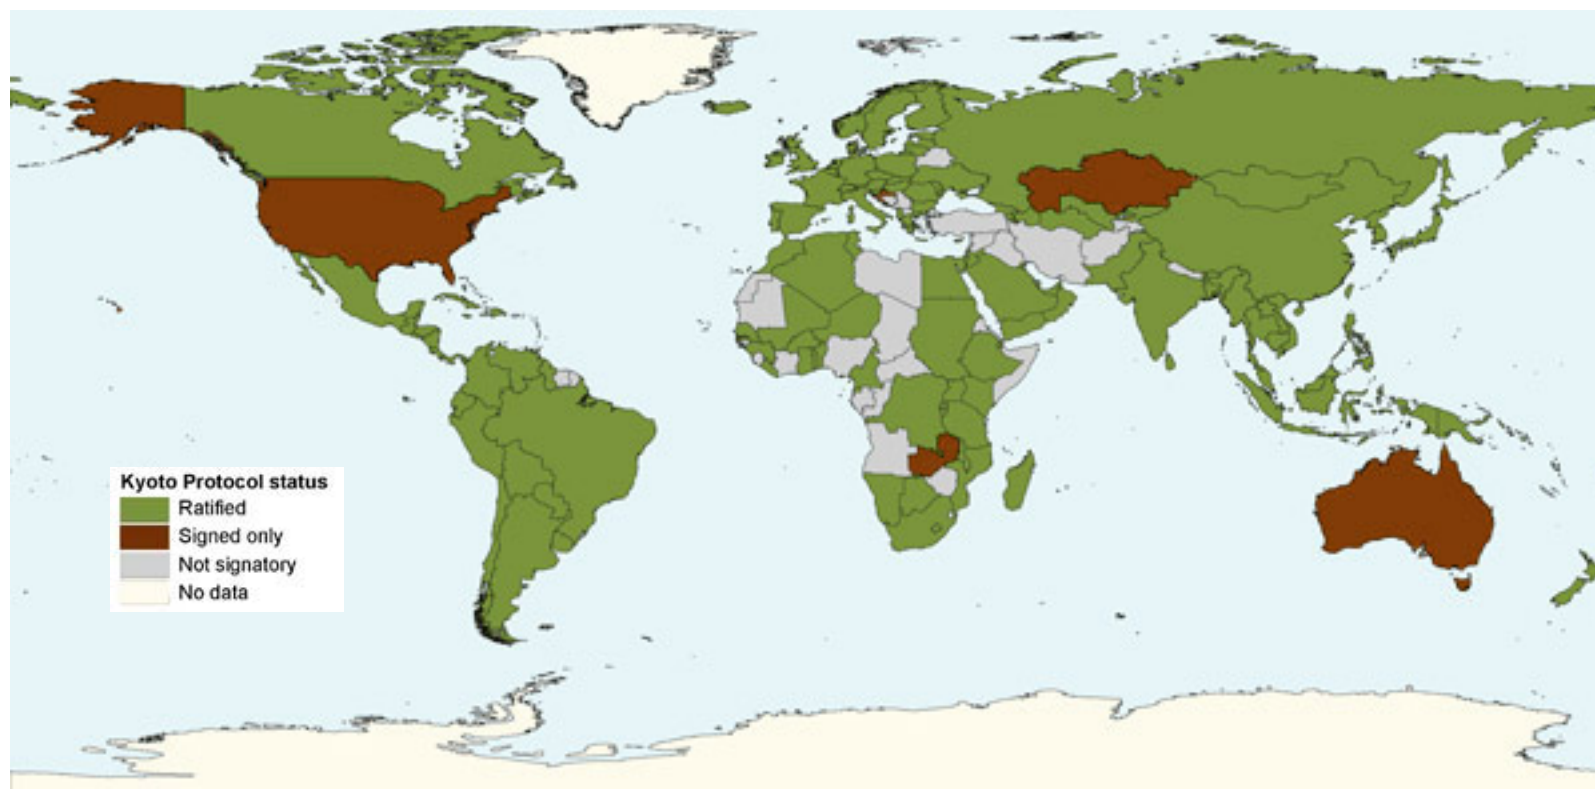 Kyoto Protocol status
Ratified
Signed only
Not signatory
No data